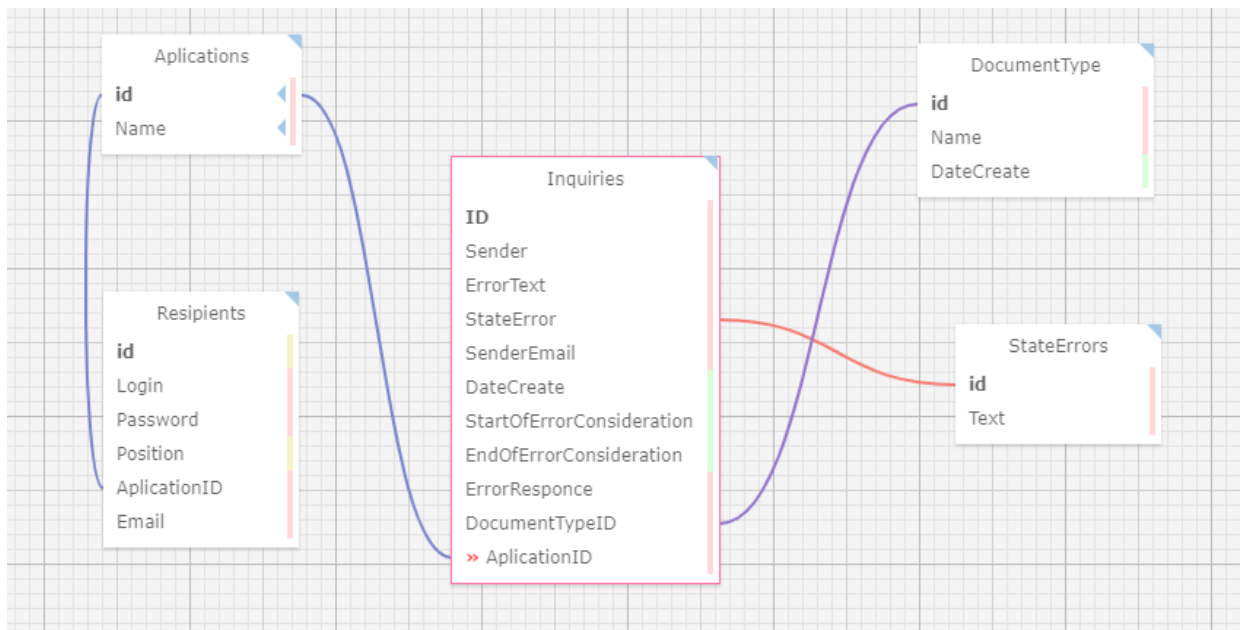 Aplications
id
Name
Resipients
id
Login
Password
Position
AplicationID
Email
Inquiries
ID
Sender
ErrorText
StateError
SenderEmail
DateCreate
StartOfErrorConsideration
EndOfErrorConsideration
ErrorResponce
DocumentTypeID
» AplicationID
DocumentType
id
Name
DateCreate
StateErrors
id
Text